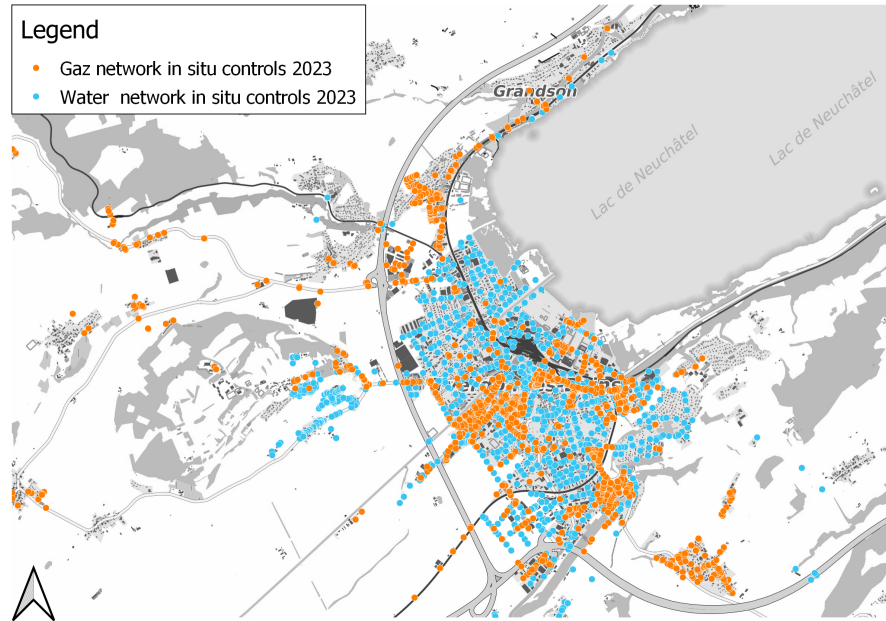 Legend
Gaz network in situ controls 2023
Water network in situ controls 2023
Grandson
Lac de Neuchâtel
Lac de Neuchâtel